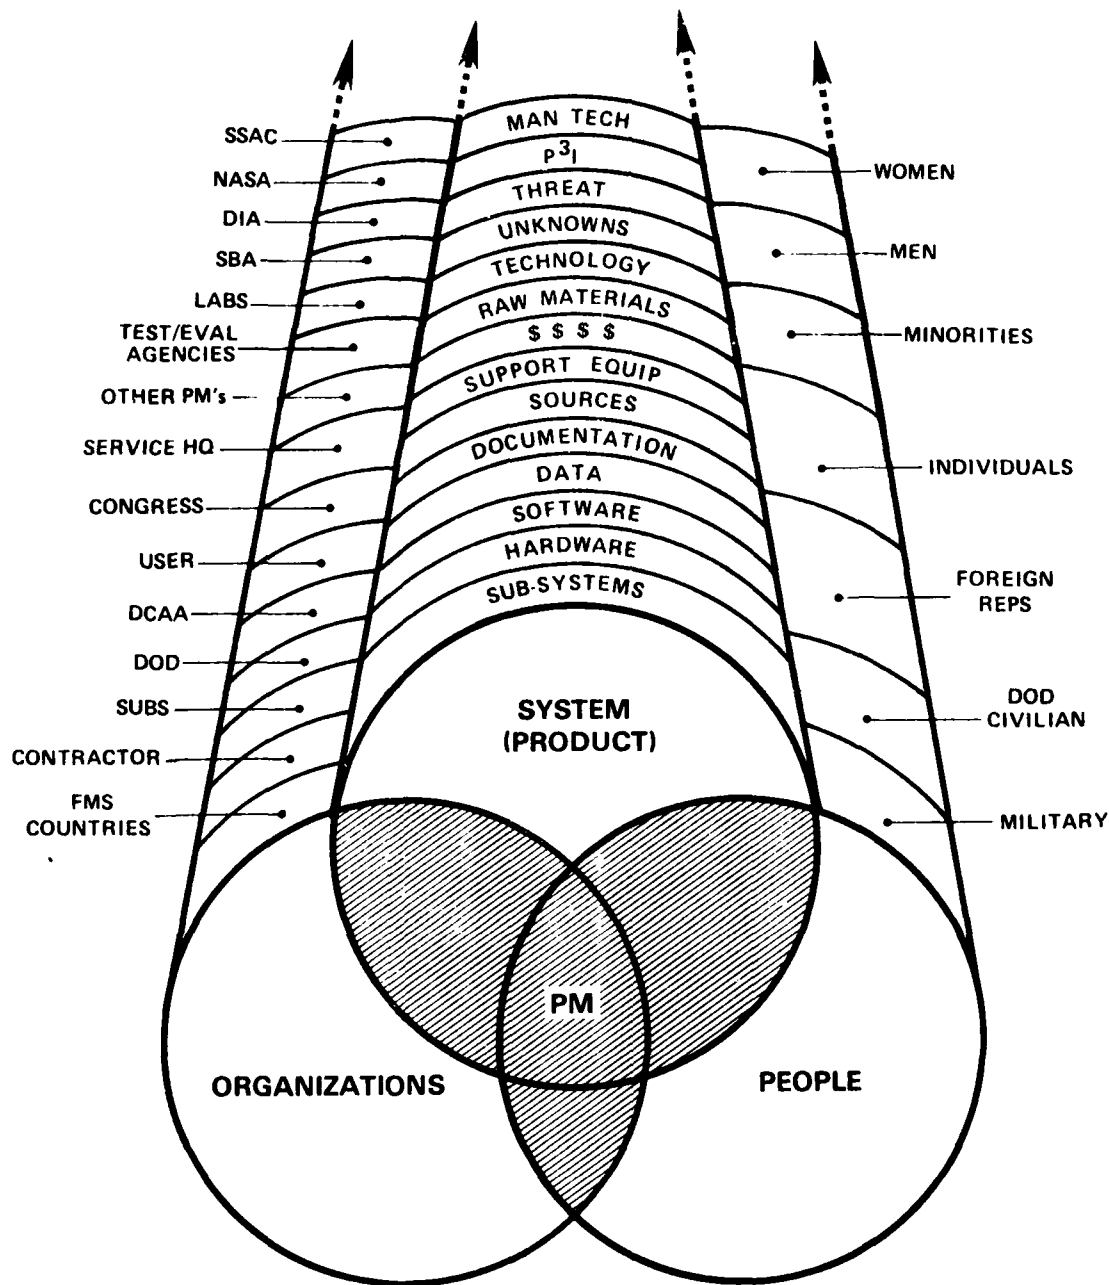 SSAC
NASA
DIA
SBA
LABS
TEST/EVAL
AGENCIES
OTHER PM's
SERVICE HQ
CONGRESS
USER
DCAA
DOD
SUBS
CONTRACTOR
FMS
COUNTRIES
MAN TECH
P³I
THREAT
UNKNOWNS
TECHNOLOGY
RAW MATERIALS
$ $ $ $
SUPPORT EQUIP
SOURCES
DOCUMENTATION
DATA
SOFTWARE
HARDWARE
SUB-SYSTEMS
SYSTEM
(PRODUCT)
WOMEN
MEN
MINORITIES
INDIVIDUALS
FOREIGN
REPS
DOD
CIVILIAN
MILITARY
PM
ORGANIZATIONS
PEOPLE